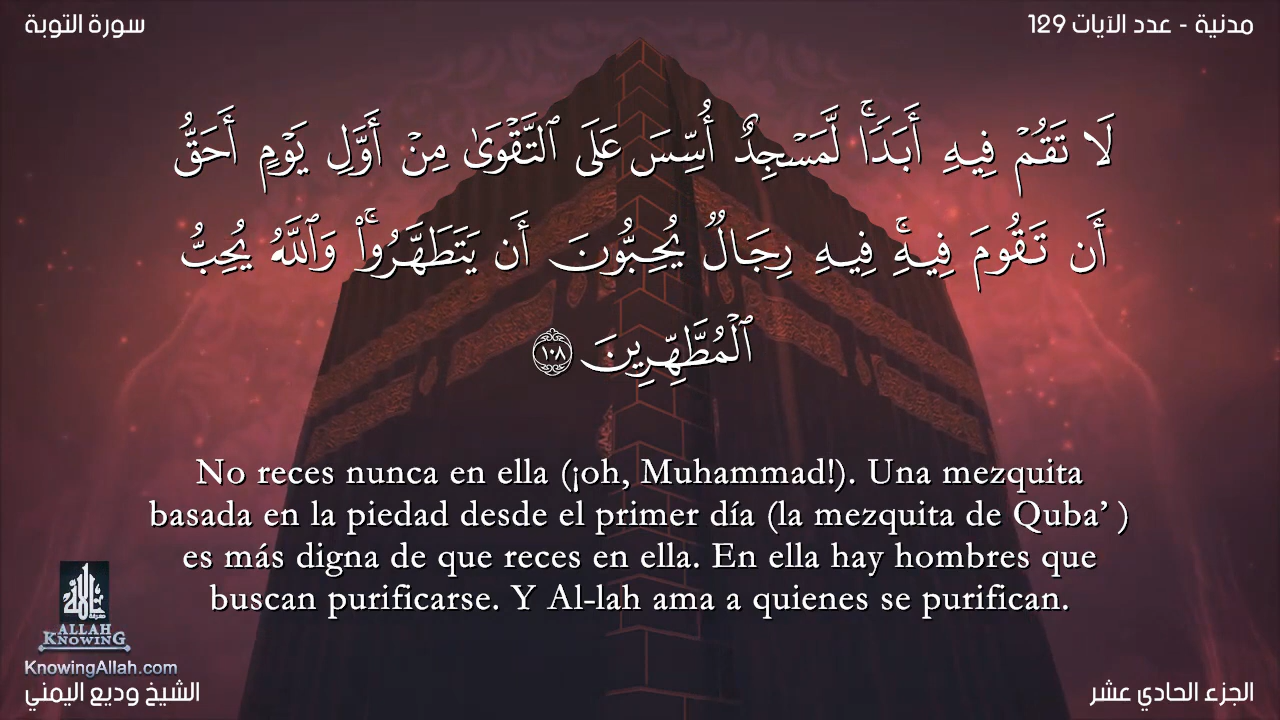 سورة التوبة
مدنية - عدد الآيات 129
لَا تَقُمْ فِيهِ أَبَدًۭا ۚ لَّمَسْجِدٌ أُسِّسَ عَلَى ٱلتَّقْوَىٰ مِنْ أَوَّلِ يَوْمٍ أَحَقُّ
أَن تَقُومَ فِيهِ ۚ فِيهِ رِجَالٌۭ يُحِبُّونَ أَن يَتَطَهَّرُوا۟ ۚ وَٱللَّهُ يُحِبُّ
ٱلْمُطَّهِّرِينَ ١٠٨
No reces nunca en ella (¡oh, Muhammad!). Una mezquita
basada en la piedad desde el primer día (la mezquita de Quba’ )
es más digna de que reces en ella. En ella hay hombres que
buscan purificarse. Y Al-lah ama a quienes se purifican.
ALLAH
KNOWING
KnowingAllah.com
الشيخ وديع اليمني
الجزء الحادي عشر